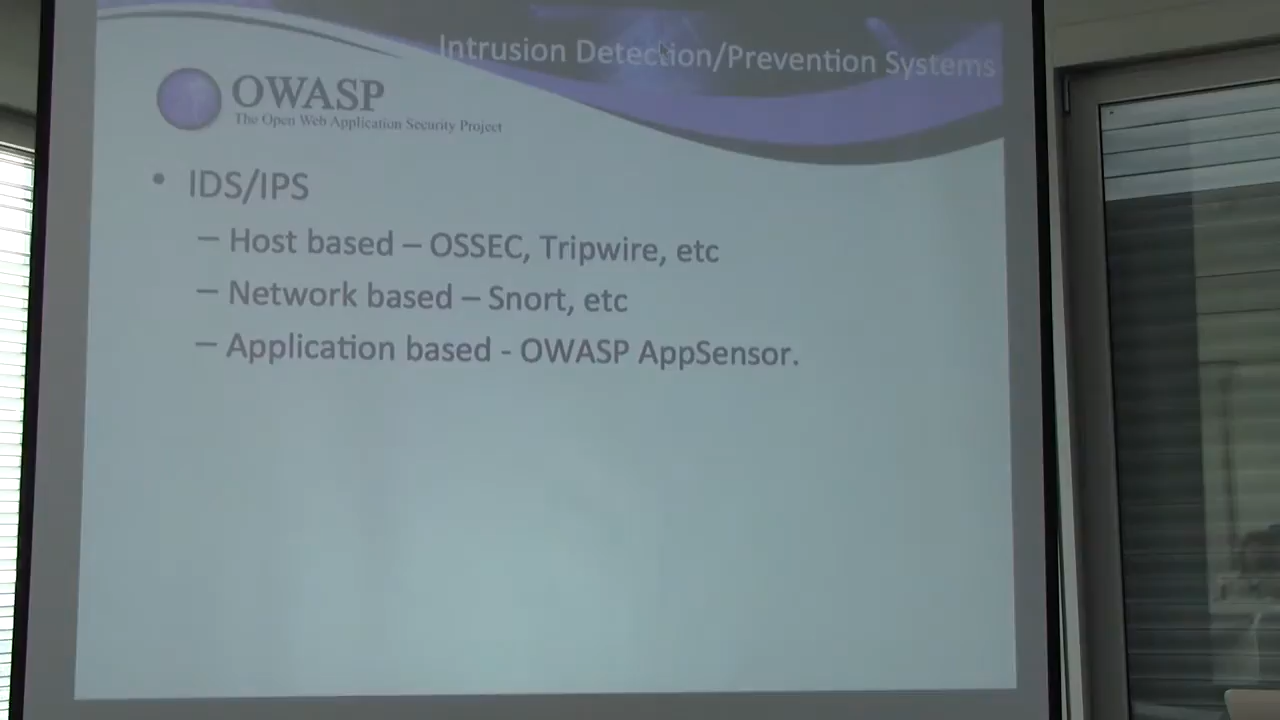 Intrusion Detection/Prevention Systems
OWASP
The Open Web Application Security Project
• IDS/IPS
– Host based – OSSEC, Tripwire, etc
– Network based – Snort, etc
– Application based - OWASP AppSensor.